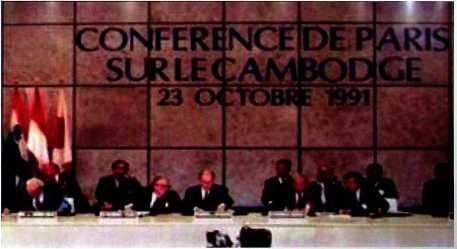 CONFERENCE DE PARIS
SUR LE CAMBODGE
23 OCTOBRE 1991